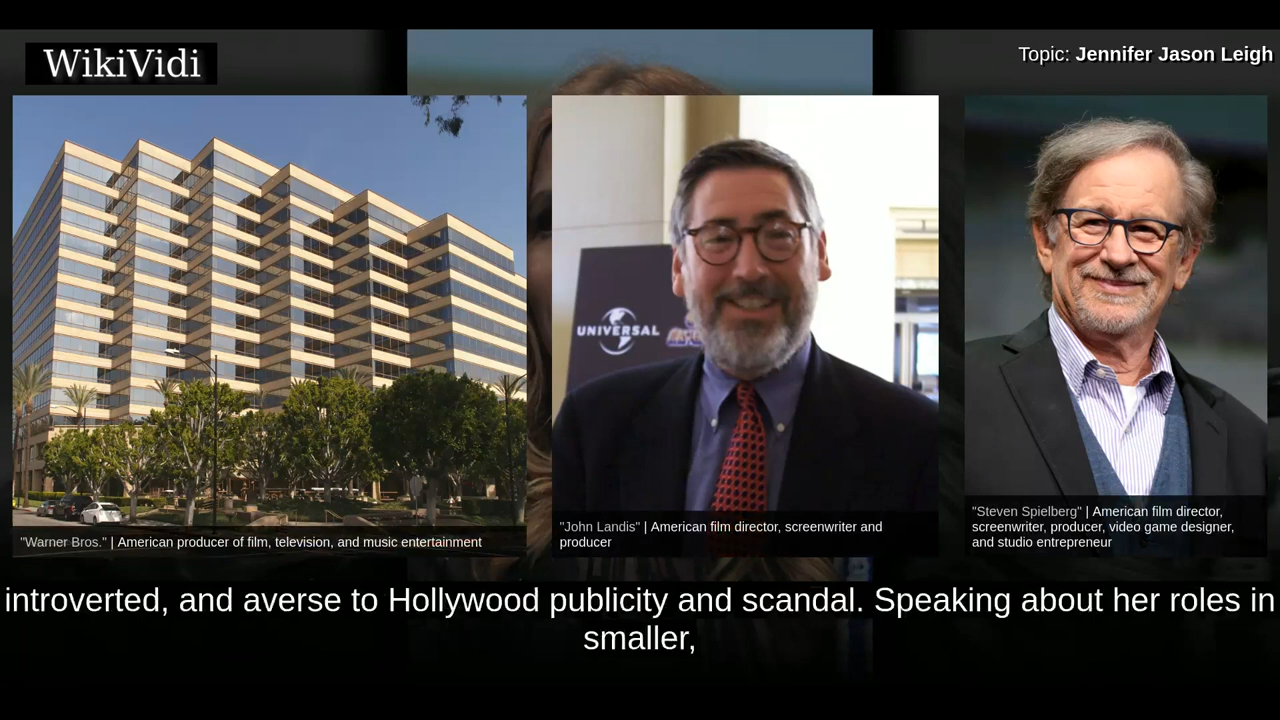 WikiVidi
Topic: Jennifer Jason Leigh
UNIVERSAL
"Warner Bros." | American producer of film, television, and music entertainment
"John Landis" | American film director, screenwriter and
producer
"Steven Spielberg" | American film director,
screenwriter, producer, video game designer,
and studio entrepreneur
introverted, and averse to Hollywood publicity and scandal. Speaking about her roles in
smaller,